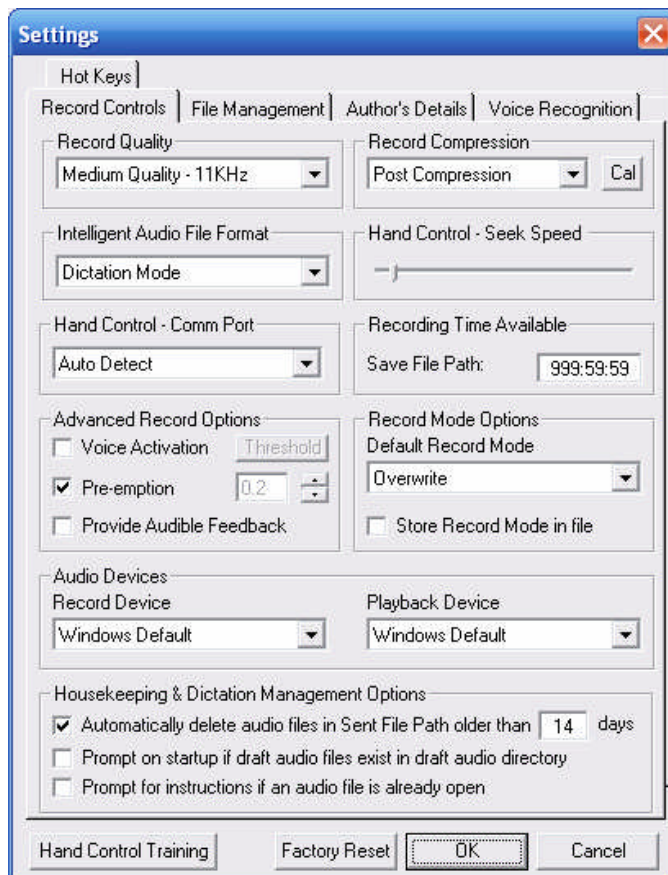 Settings
Hot Keys
Record Controls File Management Author's Details Voice Recognition
Record Quality Record Compression
Medium Quality - 11KHz Post Compression Cal
Intelligent Audio File Format Hand Control - Seek Speed
Dictation Mode
Hand Control - Comm Port Recording Time Available
Auto Detect Save File Path: 999:59:59
Advanced Record Options Record Mode Options
Voice Activation Threshold Default Record Mode
Pre-emption 0.2 Overwrite
Provide Audible Feedback Store Record Mode in file
Audio Devices
Record Device Playback Device
Windows Default Windows Default
Housekeeping & Dictation Management Options
Automatically delete audio files in Sent File Path older than 14 days
Prompt on startup if draft audio files exist in draft audio directory
Prompt for instructions if an audio file is already open
Hand Control Training Factory Reset OK Cancel